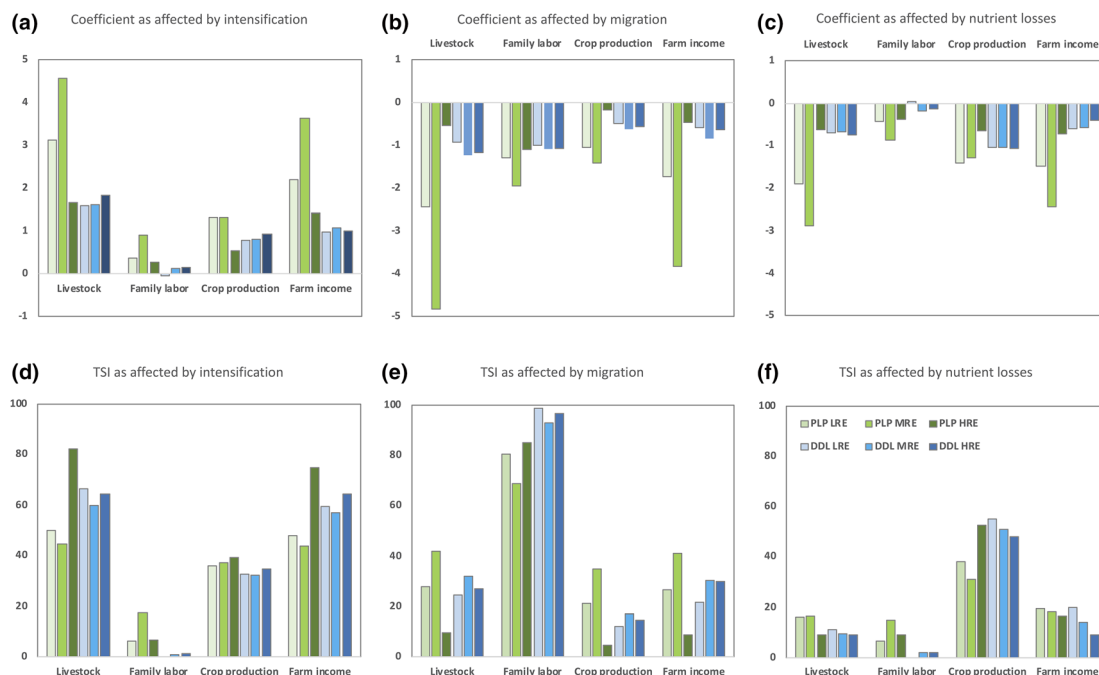 (a) Coefficient as affected by intensification
5
4
3
2
1
0
-1
Livestock Family labor Crop production Farm income
(b) Coefficient as affected by migration
Livestock Family labor Crop production Farm income
1
0
-1
-2
-3
-4
-5
(c) Coefficient as affected by nutrient losses
Livestock Family labor Crop production Farm income
1
0
-1
-2
-3
-4
-5
(d) TSI as affected by intensification
100
80
60
40
20
0
Livestock Family labor Crop production Farm income
(e) TSI as affected by migration
100
80
60
40
20
0
Livestock Family labor Crop production Farm income
(f) TSI as affected by nutrient losses
100
80
60
40
20
0
PLP LRE PLP MRE PLP HRE
DDL LRE DDL MRE DDL HRE
Livestock Family labor Crop production Farm income